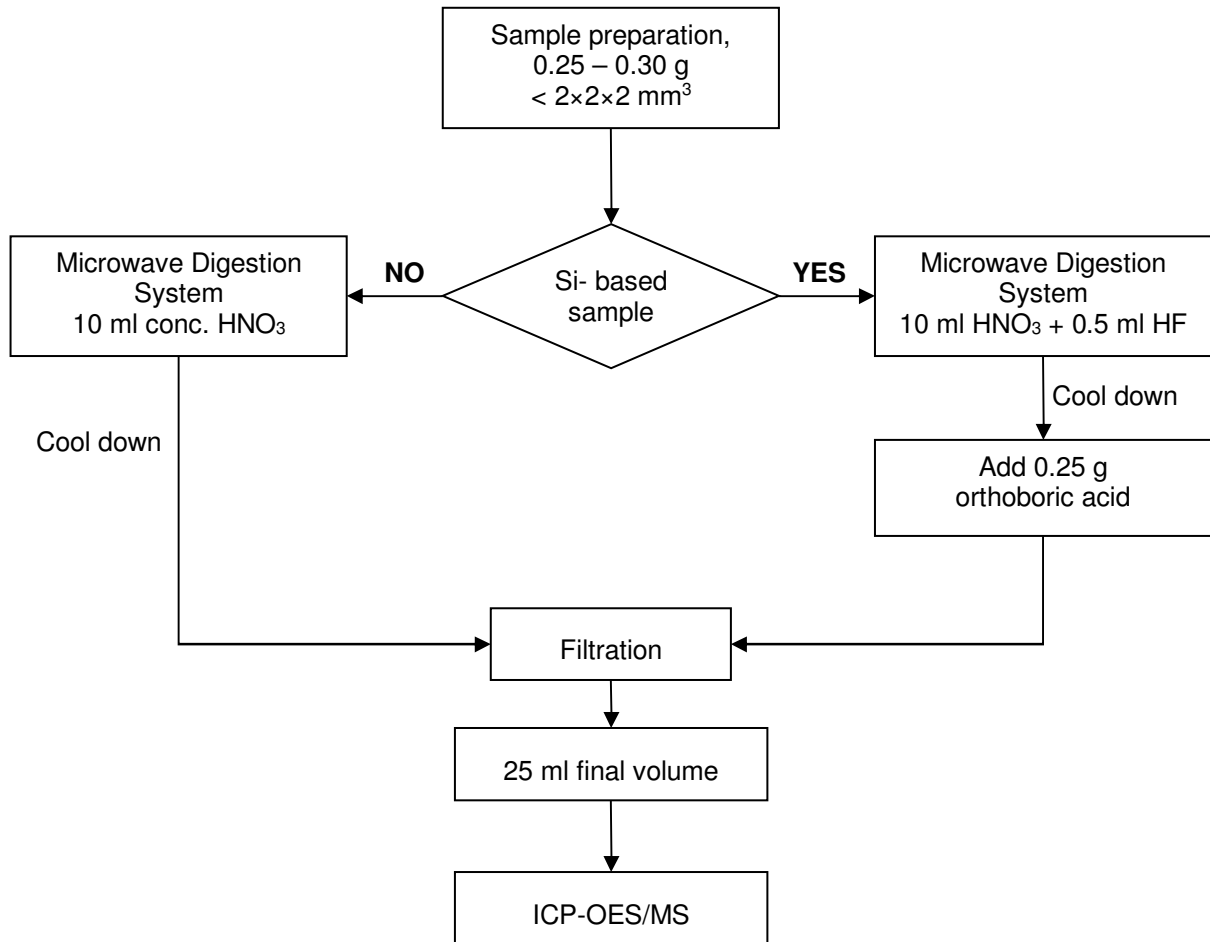 Sample preparation,
0.25 – 0.30 g
< 2×2×2 mm³
Microwave Digestion
System
10 ml conc. HNO₃
NO
Si- based
sample
YES
Microwave Digestion
System
10 ml HNO₃ + 0.5 ml HF
Cool down
Cool down
Add 0.25 g
orthoboric acid
Filtration
25 ml final volume
ICP-OES/MS